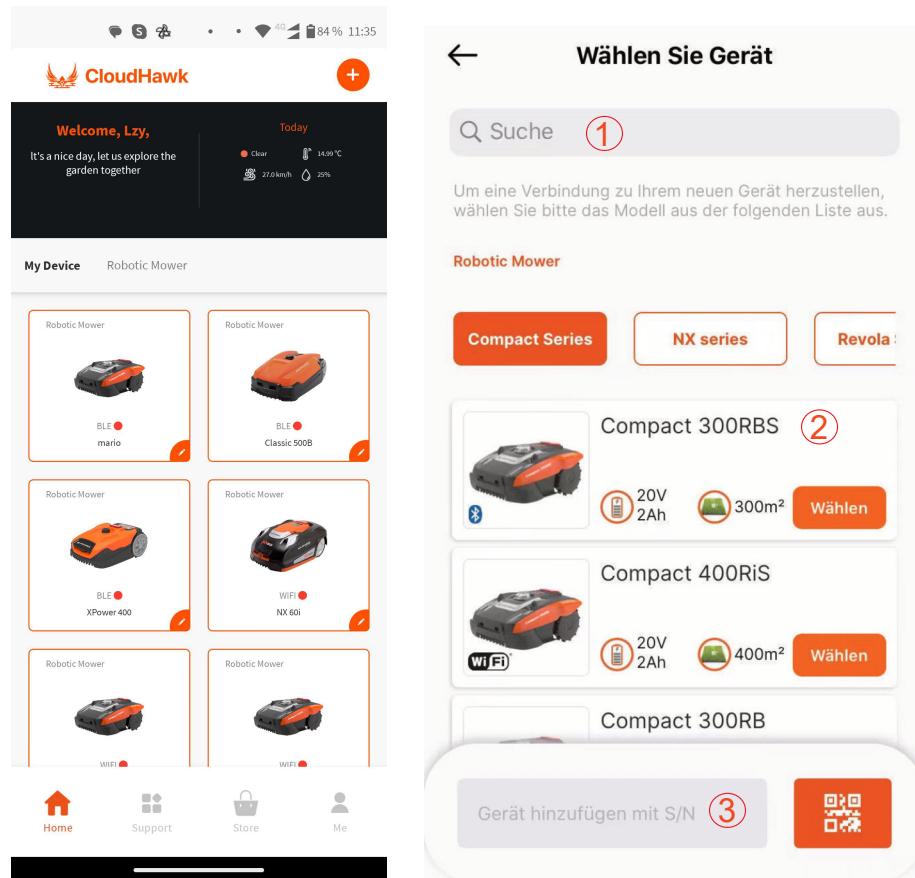 4G 84 % 11:35
CloudHawk
+
Welcome, Lzy,
It's a nice day, let us explore the
garden together
Today
Clear 14.99 °C
27.0 km/h 25%
My Device Robotic Mower
Robotic Mower
BLE
mario
Robotic Mower
BLE
Classic 500B
Robotic Mower
BLE
XPower 400
Robotic Mower
WIFI
NX 60i
Robotic Mower
WIFI
Robotic Mower
WIFI
Home Support Store Me
Wählen Sie Gerät
Suche 1
Um eine Verbindung zu Ihrem neuen Gerät herzustellen,
wählen Sie bitte das Modell aus der folgenden Liste aus.
Robotic Mower
Compact Series NX series Revola
Compact 300RBS 2
20V
2Ah
300m²
Wählen
Compact 400RiS
WiFi
20V
2Ah
400m²
Wählen
Compact 300RB
Gerät hinzufügen mit S/N 3